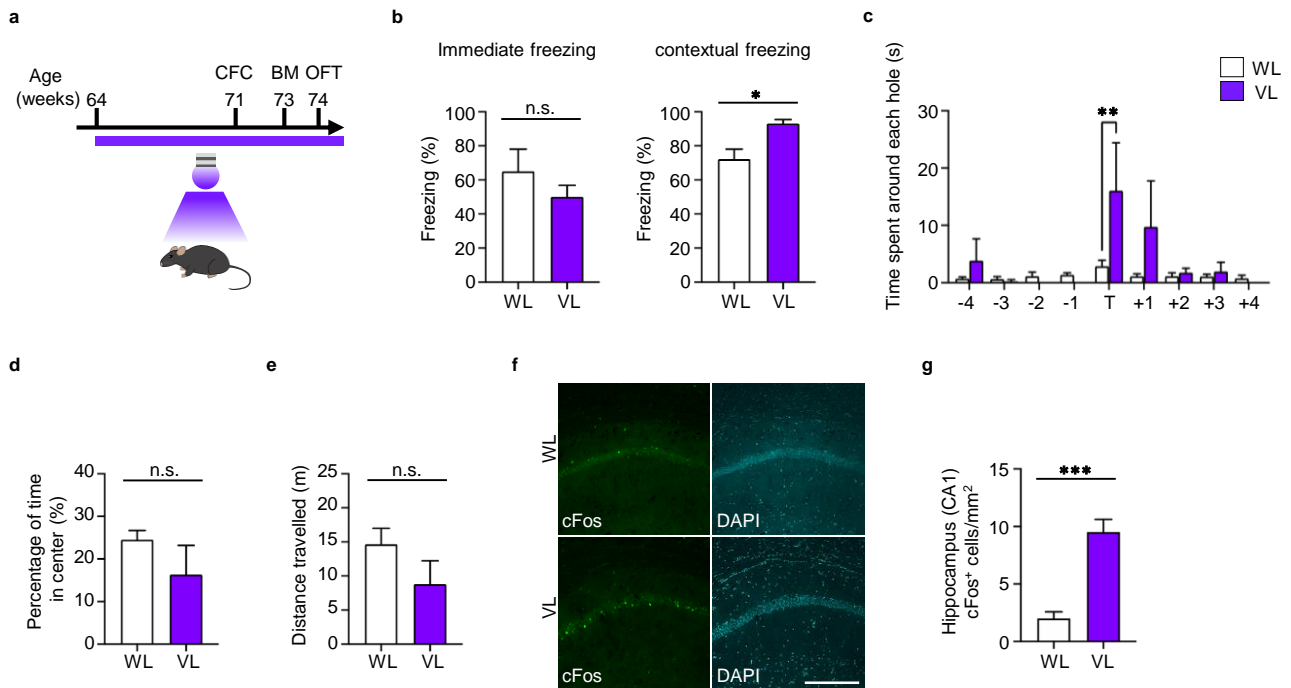 a
Age
(weeks)
64
CFC
71
BM
73
OFT
74
b
Immediate freezing
Freezing (%)
100
80
60
40
20
0
n.s.
WL
VL
contextual freezing
Freezing (%)
100
80
60
40
20
0
*
WL
VL
c
Time spent around each hole (s)
30
20
10
0
**
-4
-3
-2
-1
T
+1
+2
+3
+4
WL
VL
d
Percentage of time
in center (%)
40
30
20
10
0
n.s.
WL
VL
e
Distance travelled (m)
25
20
15
10
5
0
n.s.
WL
VL
f
WL
cFos
DAPI
VL
cFos
DAPI
g
Hippocampus (CA1)
cFos⁺ cells/mm²
15
10
5
0
***
WL
VL